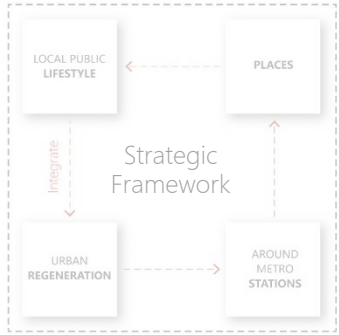 LOCAL PUBLIC
LIFESTYLE
PLACES
Integrate
Strategic
Framework
URBAN
REGENERATION
AROUND
METRO
STATIONS